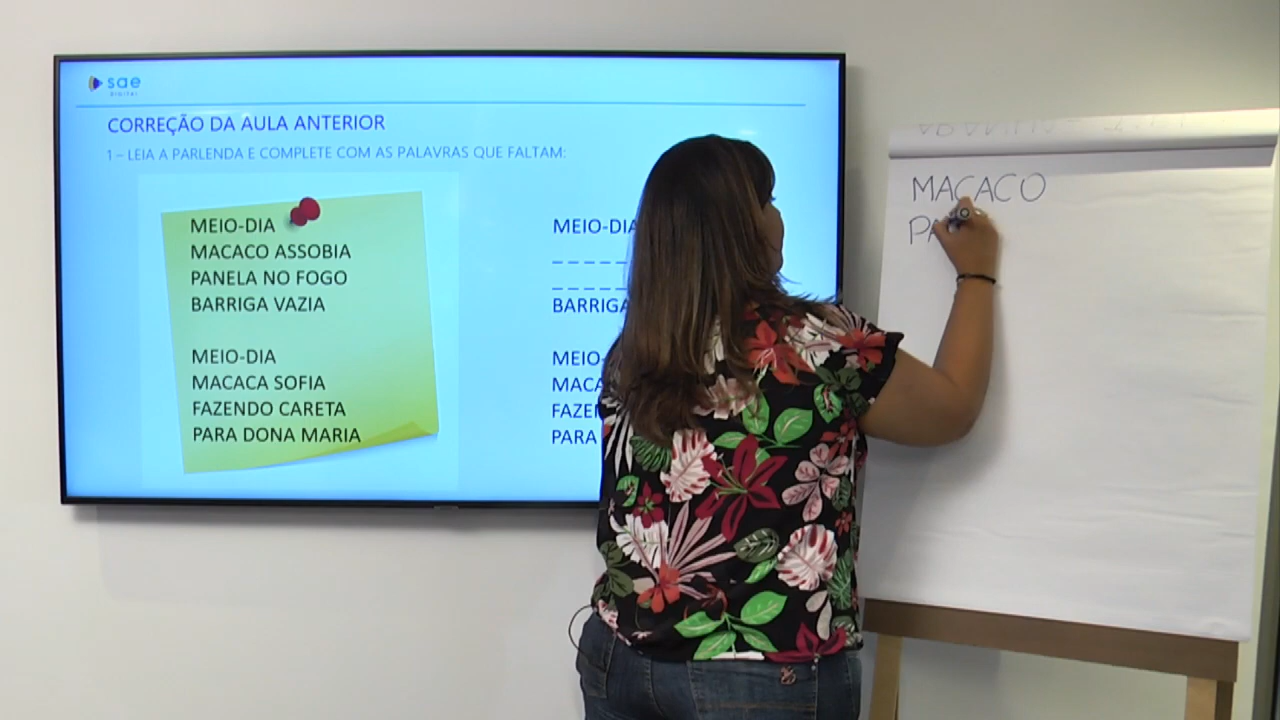 sae
DIGITAL
CORREÇÃO DA AULA ANTERIOR
1 – LEIA A PARLENDA E COMPLETE COM AS PALAVRAS QUE FALTAM:
MEIO-DIA
MACACO ASSOBIA
PANELA NO FOGO
BARRIGA VAZIA
MEIO-DIA
MACACA SOFIA
FAZENDO CARETA
PARA DONA MARIA
MEIO-DIA
_ _ _ _ _ _
_ _ _ _ _ _
BARRIGA
MEIO-
MACA
FAZE
PARA
MACACO
PA